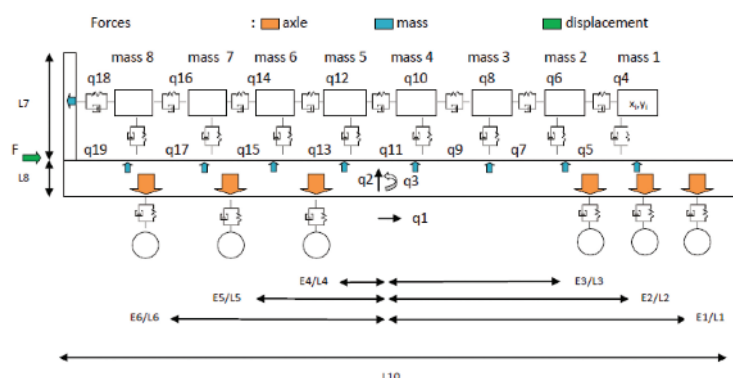 Forces : axle mass displacement
mass 8 mass 7 mass 6 mass 5 mass 4 mass 3 mass 2 mass 1
q18 q16 q14 q12 q10 q8 q6 q4
L7
F
q19 q17 q15 q13 q11 q9 q7 q5
L8
q2 q3
q1
E4/L4 E3/L3
E5/L5 E2/L2
E6/L6 E1/L1
L10